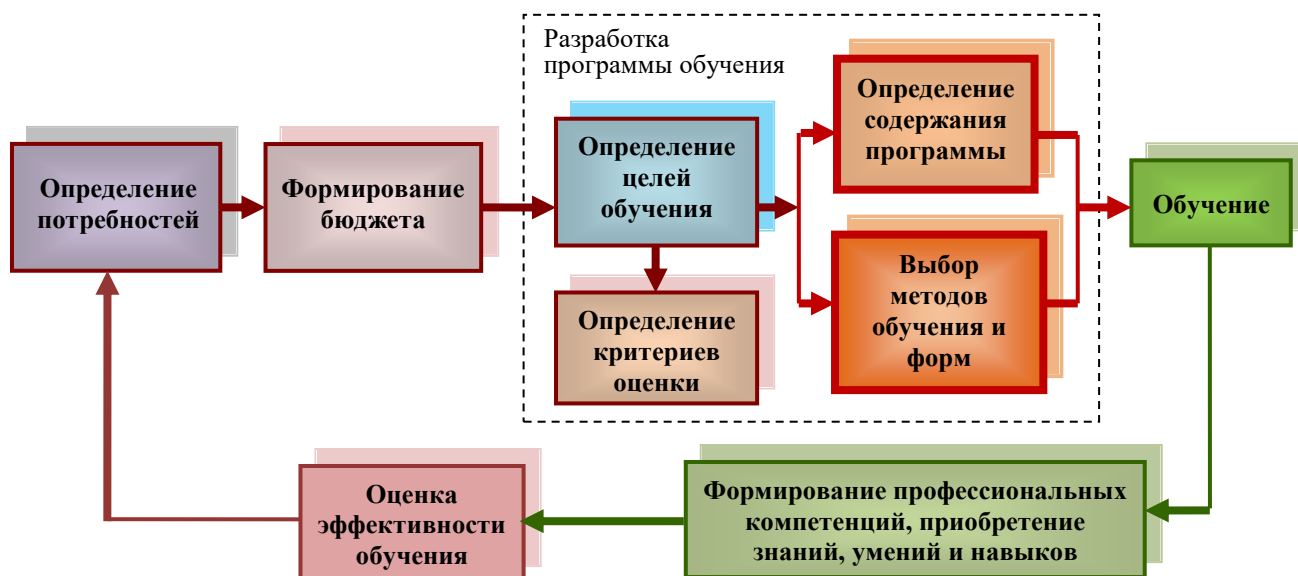 Разработка
программы обучения
Определение
потребностей
Формирование
бюджета
Определение
целей
обучения
Определение
критериев
оценки
Определение
содержания
программы
Выбор
методов
обучения и
форм
Обучение
Формирование профессиональных
компетенций, приобретение
знаний, умений и навыков
Оценка
эффективности
обучения